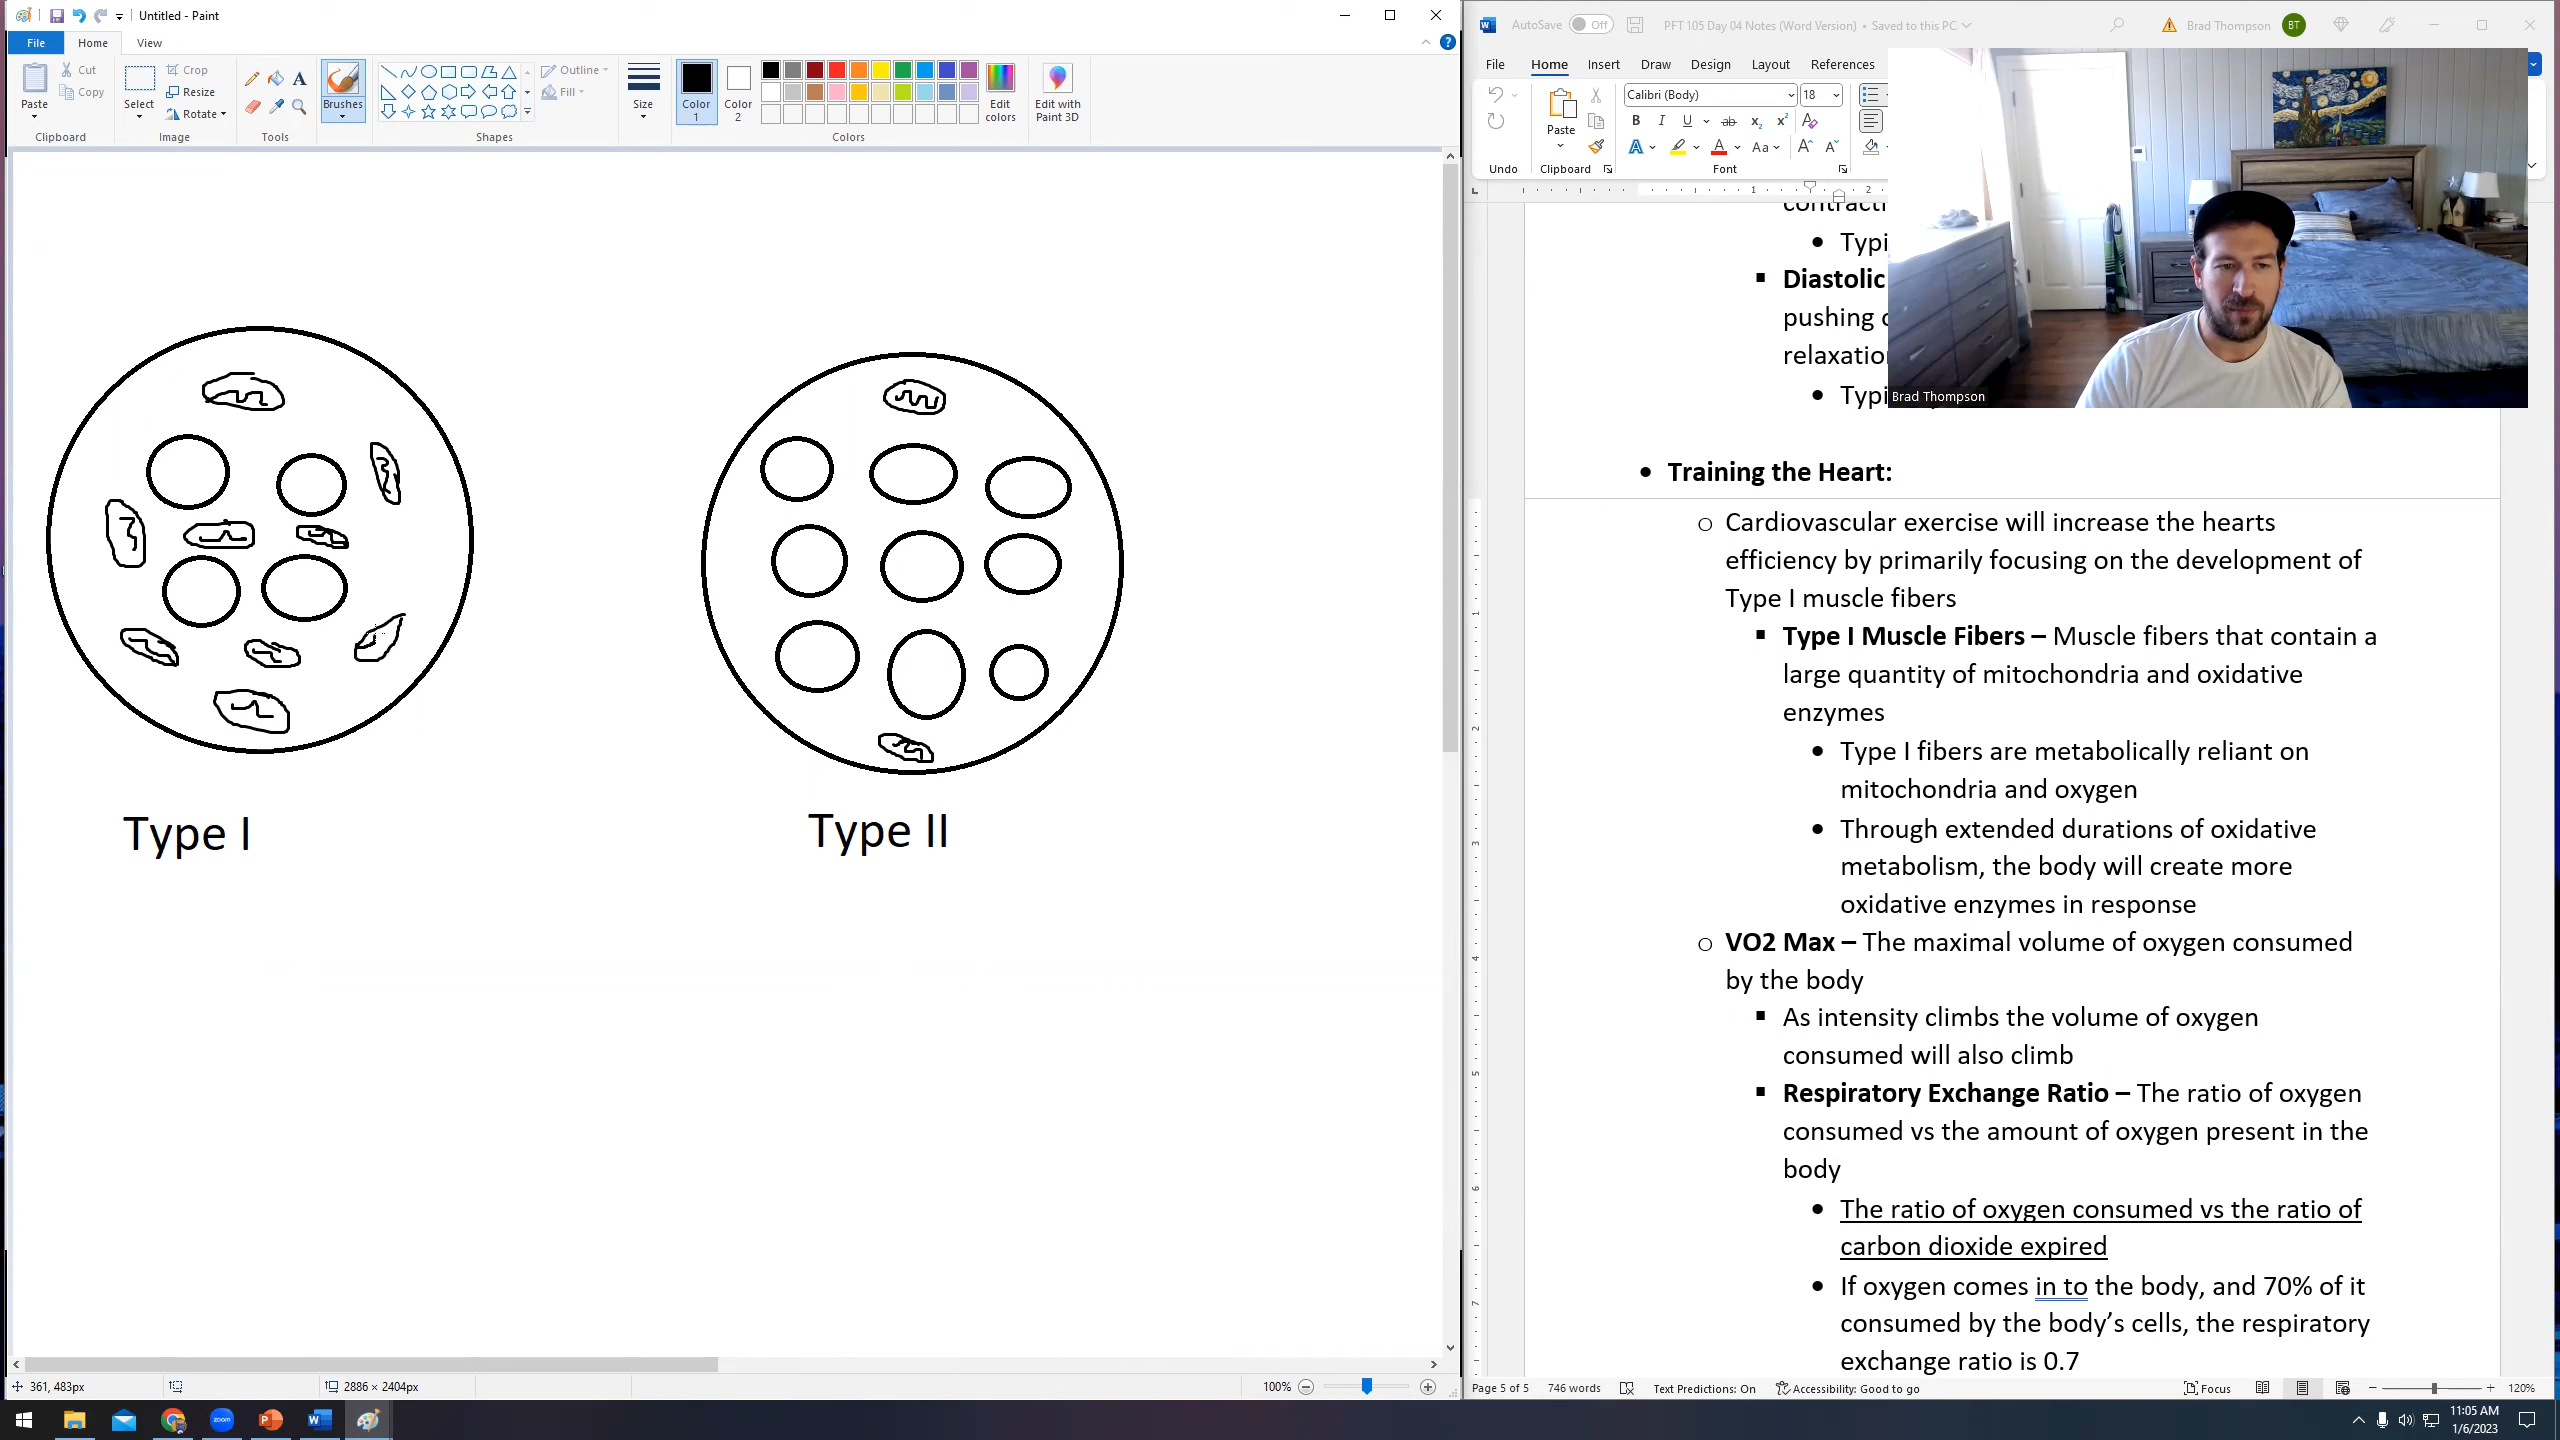 Untitled - Paint
File
Home
View
Paste
Cut
Copy
Clipboard
Select
Crop
Resize
Rotate
Image
A
Tools
Brushes
Outline
Fill
Shapes
Size
Color 1
Color 2
Edit colors
Edit with Paint 3D
Colors
Type I
Type II
361, 483px
2886 × 2404px
100%
AutoSave
Off
PFT 105 Day 04 Notes (Word Version) • Saved to this PC
Brad Thompson
BT
File
Home
Insert
Draw
Design
Layout
References
Undo
Paste
Clipboard
Calibri (Body)
18
B I U ab x₂ x²
A A Aa A A
Font
1 2
Typi
Diastolic
pushing
relaxation
Typi
Brad Thompson
• Training the Heart:
o Cardiovascular exercise will increase the hearts
efficiency by primarily focusing on the development of
Type I muscle fibers
▪ Type I Muscle Fibers – Muscle fibers that contain a
large quantity of mitochondria and oxidative
enzymes
• Type I fibers are metabolically reliant on
mitochondria and oxygen
• Through extended durations of oxidative
metabolism, the body will create more
oxidative enzymes in response
o VO2 Max – The maximal volume of oxygen consumed
by the body
▪ As intensity climbs the volume of oxygen
consumed will also climb
▪ Respiratory Exchange Ratio – The ratio of oxygen
consumed vs the amount of oxygen present in the
body
• The ratio of oxygen consumed vs the ratio of
carbon dioxide expired
• If oxygen comes in to the body, and 70% of it
consumed by the body’s cells, the respiratory
exchange ratio is 0.7
Page 5 of 5
746 words
Text Predictions: On
Accessibility: Good to go
Focus
120%
zoom
11:05 AM
1/6/2023